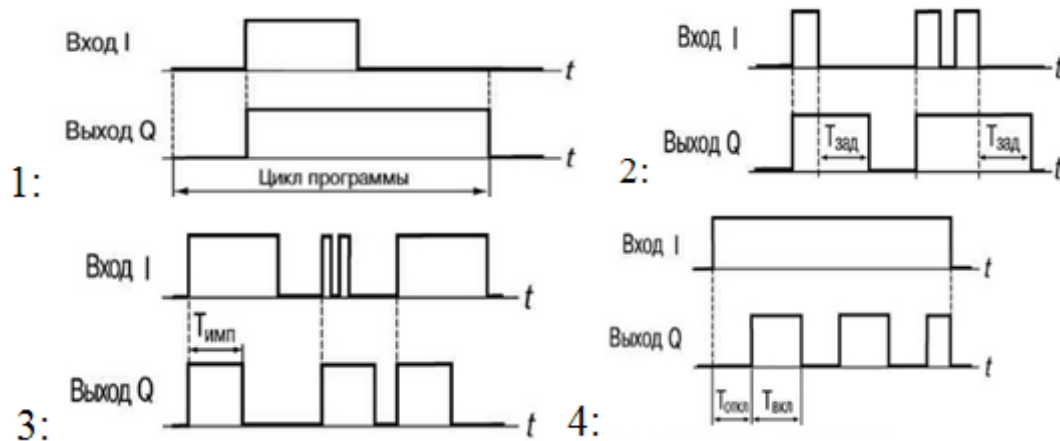 Вход I
t
Выход Q
t
Цикл программы
1:
Вход I
t
Выход Q
Tзад
Tзад
t
2:
Вход I
t
Tимп
Выход Q
t
3:
Вход I
t
Выход Q
t
Tоткл
Tвкл
4: